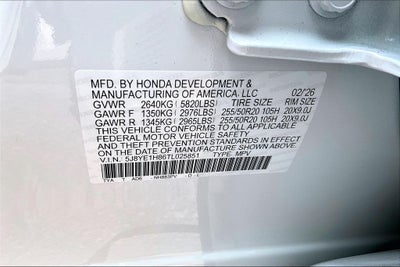 MFD. BY HONDA DEVELOPMENT &
MANUFACTURING OF AMERICA, LLC 02/26
GVWR 2640KG ( 5820LBS) TIRE SIZE RIM SIZE
GAWR F 1350KG ( 2976LBS) 255/50R20 105H 20X9.0J
GAWR R 1345KG ( 2965LBS) 255/50R20 105H 20X9.0J
THIS VEHICLE CONFORMS TO ALL APPLICABLE
FEDERAL MOTOR VEHICLE SAFETY
AND THEFT PREVENTION STANDARDS IN EFFECT
ON THE DATE OF MANUFACTURE SHOWN ABOVE.
V.I.N. 5J8YE1H86TL025851 TYPE: MPV
TYA T AD6